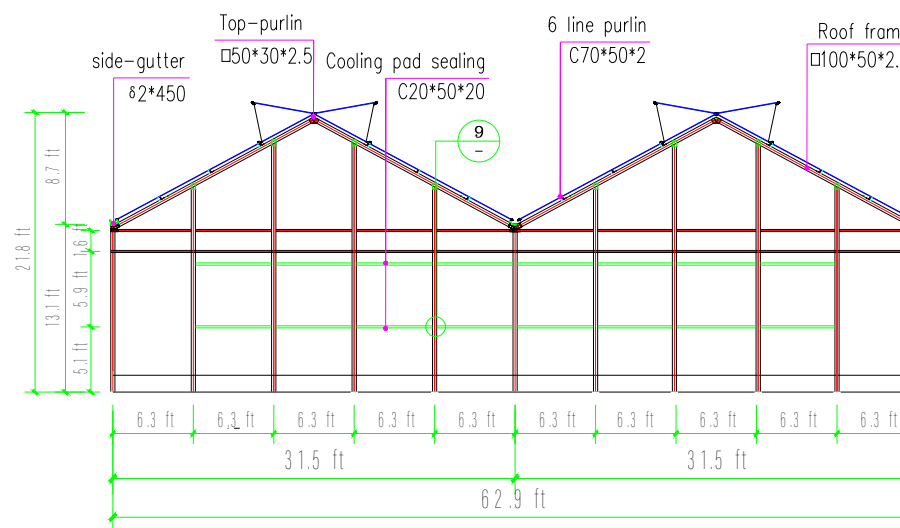 Top-purlin
□50*30*2.5
6 line purlin
C70*50*2
Roof fram
□100*50*2.
side-gutter
δ2*450
Cooling pad sealing
C20*50*20
9
–
8.7 ft
21.8 ft
13.1 ft
1.6 f
5.9 ft
5.1 ft
6.3 ft
6.3 ft
6.3 ft
6.3 ft
6.3 ft
6.3 ft
6.3 ft
6.3 ft
6.3 ft
6.3 ft
31.5 ft
31.5 ft
62.9 ft